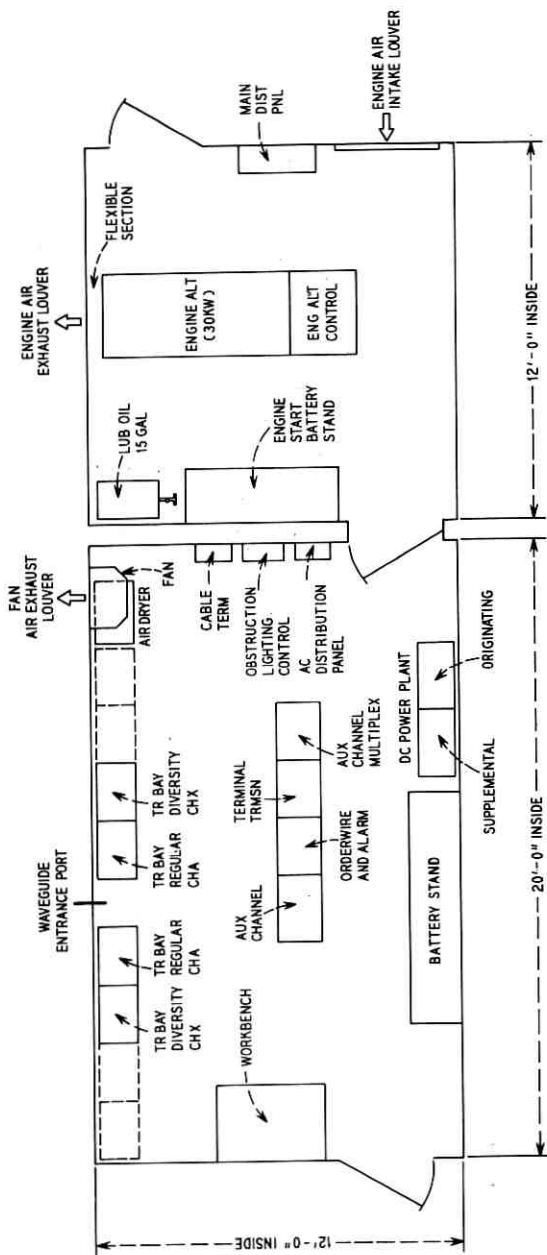 FAN
AIR EXHAUST
LOUVER
ENGINE AIR
EXHAUST LOUVER
WAVEGUIDE
ENTRANCE PORT
FLEXIBLE
SECTION
LUB OIL
15 GAL
FAN
AIR DRYER
TR BAY
DIVERSITY
CHX
TR BAY
REGULAR
CHA
TR BAY
REGULAR
CHA
TR BAY
DIVERSITY
CHX
MAIN
DIST
PNL
ENGINE ALT
(30KW)
ENG ALT
CONTROL
ENGINE
START
BATTERY
STAND
CABLE
TERM
OBSTRUCTION
LIGHTING
CONTROL
AC
DISTRIBUTION
PANEL
WORKBENCH
AUX
CHANNEL
TERMINAL
TRMSN
ORDERWIRE
AND ALARM
AUX
CHANNEL
MULTIPLEX
ENGINE AIR
INTAKE LOUVER
BATTERY STAND
DC POWER PLANT
SUPPLEMENTAL
ORIGINATING
12'-0" INSIDE
20'-0" INSIDE
12'-0" INSIDE